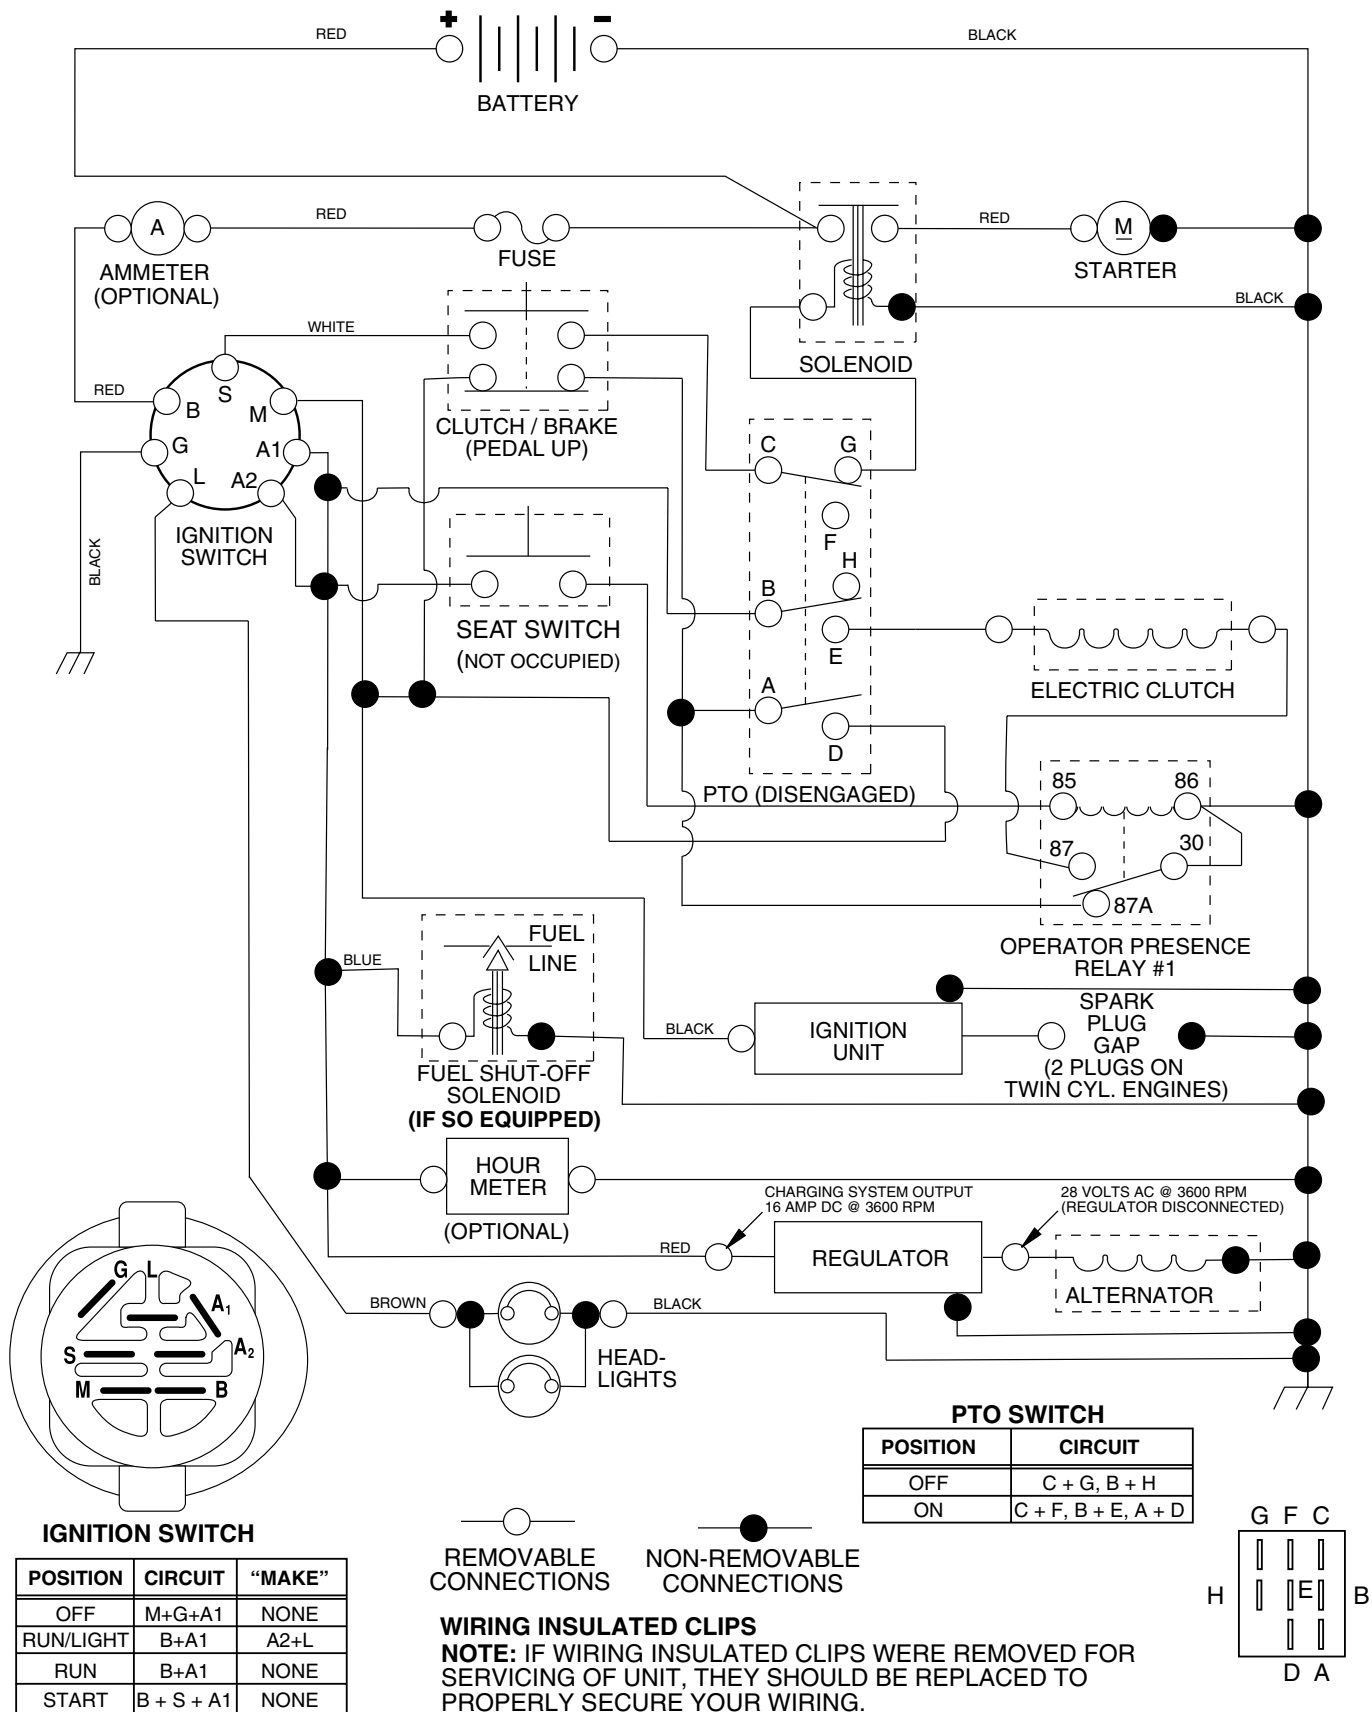 + -
RED
BLACK
BATTERY
RED
RED
A
M
FUSE
STARTER
AMMETER
(OPTIONAL)
BLACK
WHITE
SOLENOID
RED
S
B
M
CLUTCH / BRAKE
(PEDAL UP)
G
A1
C G
L
A2
IGNITION
SWITCH
F
BLACK
H
B
SEAT SWITCH
(NOT OCCUPIED)
E
ELECTRIC CLUTCH
A
D
85 86
PTO (DISENGAGED)
87 30
87A
OPERATOR PRESENCE
RELAY #1
FUEL
LINE
BLUE
BLACK
IGNITION
UNIT
SPARK
PLUG
GAP
(2 PLUGS ON
TWIN CYL. ENGINES)
FUEL SHUT-OFF
SOLENOID
(IF SO EQUIPPED)
HOUR
METER
(OPTIONAL)
CHARGING SYSTEM OUTPUT
16 AMP DC @ 3600 RPM
28 VOLTS AC @ 3600 RPM
(REGULATOR DISCONNECTED)
RED
REGULATOR
ALTERNATOR
BROWN
BLACK
HEAD-
LIGHTS
G L
A1
S
A2
M
B
PTO SWITCH
POSITION CIRCUIT
OFF C + G, B + H
ON C + F, B + E, A + D
IGNITION SWITCH
POSITION CIRCUIT “MAKE”
OFF M+G+A1 NONE
RUN/LIGHT B+A1 A2+L
RUN B+A1 NONE
START B + S + A1 NONE
REMOVABLE
CONNECTIONS
NON-REMOVABLE
CONNECTIONS
WIRING INSULATED CLIPS
NOTE: IF WIRING INSULATED CLIPS WERE REMOVED FOR
SERVICING OF UNIT, THEY SHOULD BE REPLACED TO
PROPERLY SECURE YOUR WIRING.
G F C
H E B
D A